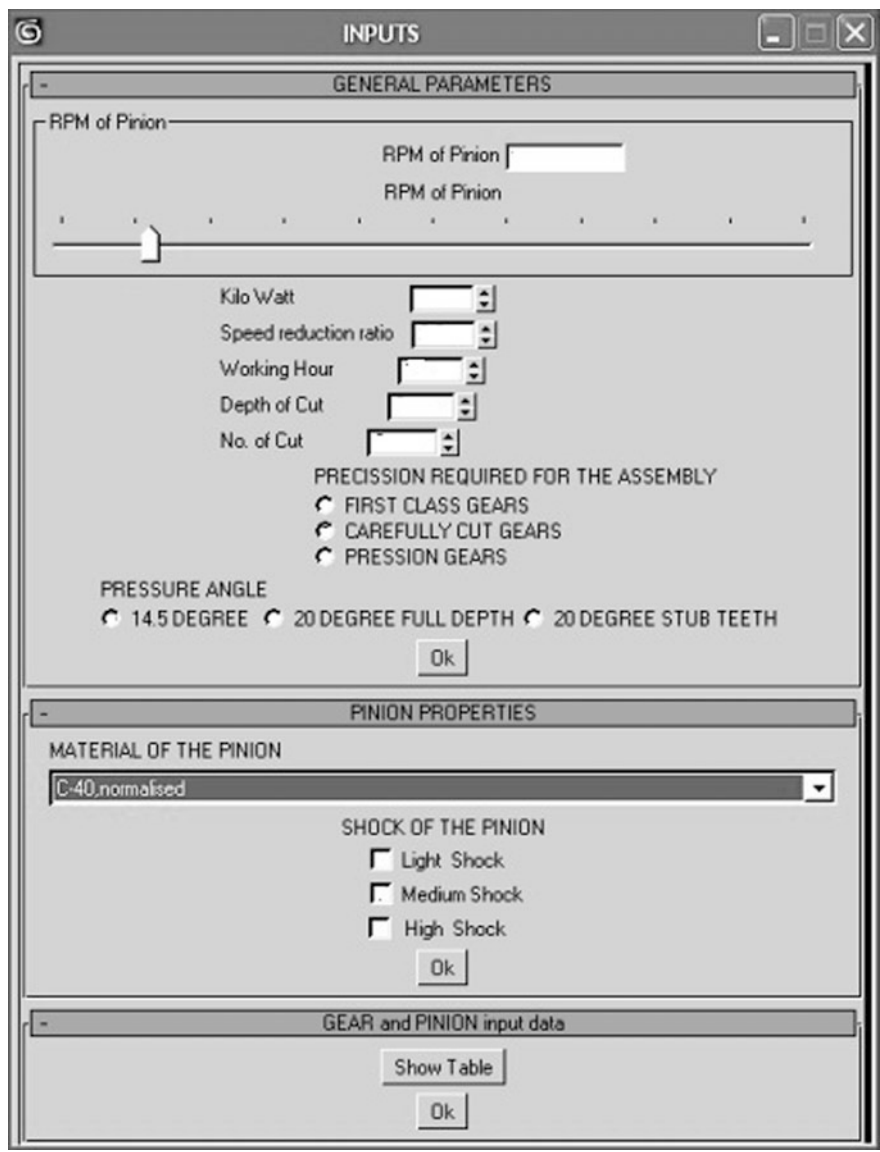 INPUTS
- GENERAL PARAMETERS
RPM of Pinion
RPM of Pinion
RPM of Pinion
Kilo Watt
Speed reduction ratio
Working Hour
Depth of Cut
No. of Cut
PRECISSION REQUIRED FOR THE ASSEMBLY
FIRST CLASS GEARS
CAREFULLY CUT GEARS
PRESSION GEARS
PRESSURE ANGLE
14.5 DEGREE 20 DEGREE FULL DEPTH 20 DEGREE STUB TEETH
Ok
- PINION PROPERTIES
MATERIAL OF THE PINION
C-40,normalised
SHOCK OF THE PINION
Light Shock
Medium Shock
High Shock
Ok
- GEAR and PINION input data
Show Table
Ok